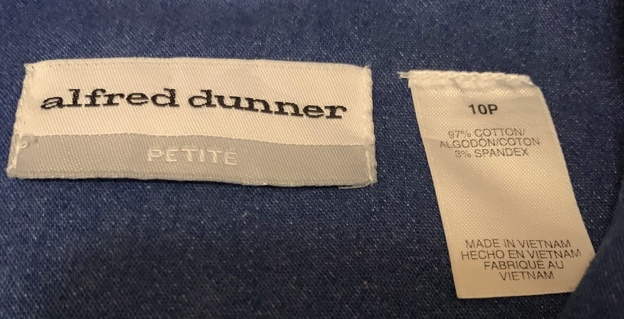 alfred dunner
PETITE
10P
97% COTTON/
ALGODÓN/COTON
3% SPANDEX
MADE IN VIETNAM
HECHO EN VIETNAM
FABRIQUÉ AU
VIETNAM